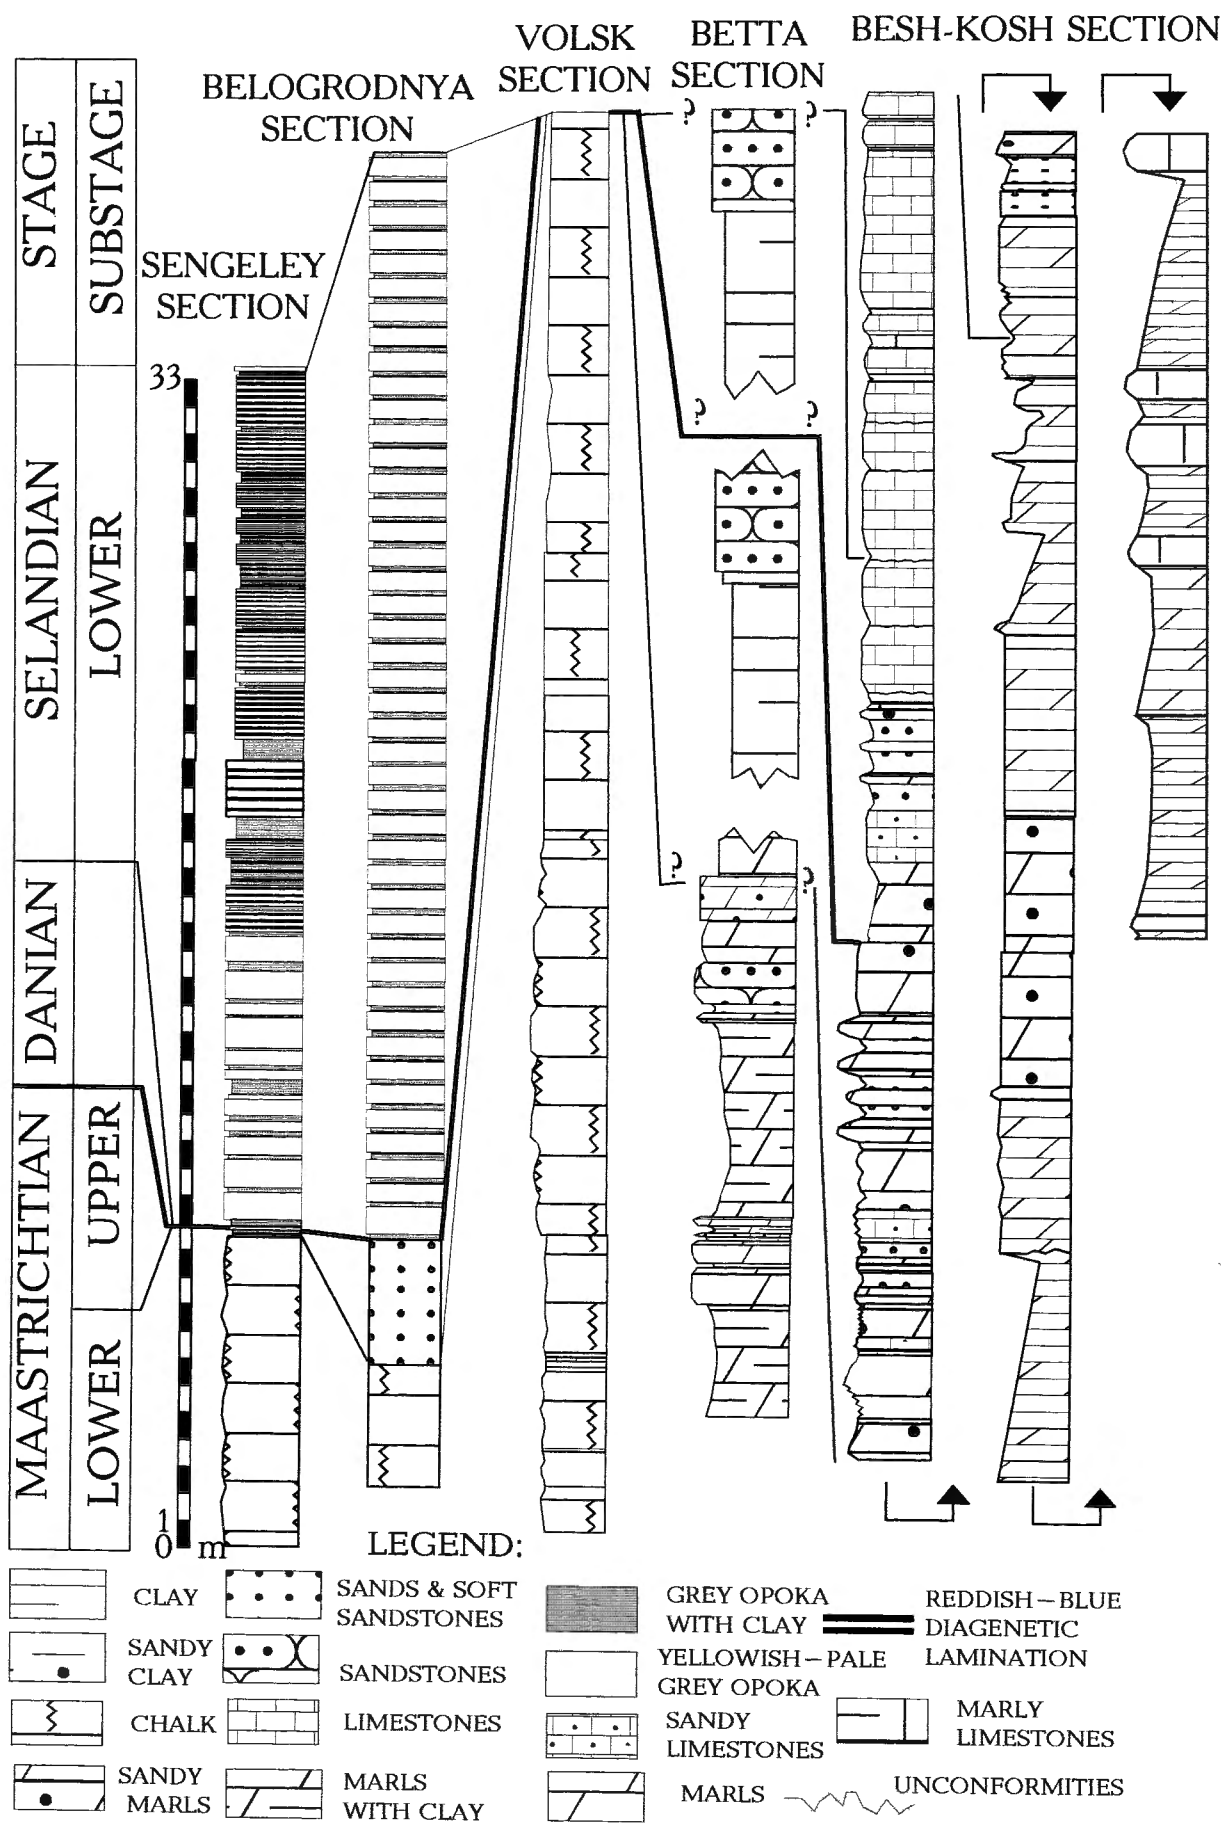 VOLSK
SECTION
BETTA
SECTION
BESH-KOSH SECTION
BELOGRODNYA
SECTION
SENGELEY
SECTION
STAGE
SUBSTAGE
SELANDIAN
LOWER
DANIAN
MAASTRICHTIAN
UPPER
LOWER
33
1
0 m
?
?
?
?
?
?
LEGEND:
CLAY
SANDY
CLAY
CHALK
SANDY
MARLS
SANDS & SOFT
SANDSTONES
SANDSTONES
LIMESTONES
MARLS
WITH CLAY
GREY OPOKA
WITH CLAY
YELLOWISH-PALE
GREY OPOKA
SANDY
LIMESTONES
MARLS
REDDISH-BLUE
DIAGENETIC
LAMINATION
MARLY
LIMESTONES
UNCONFORMITIES